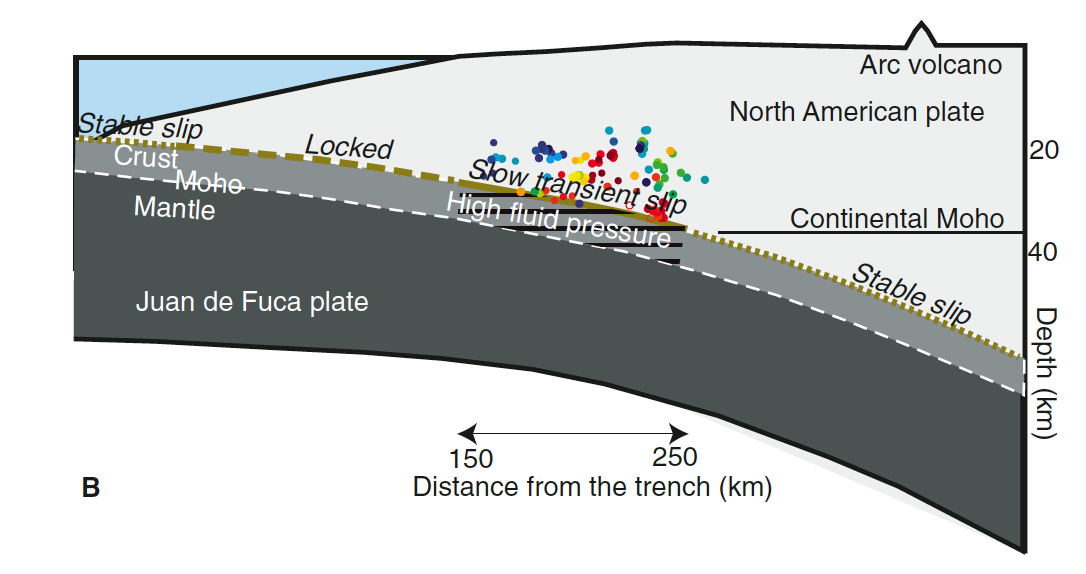 Arc volcano
North American plate
Stable slip
Locked
20
Crust
Moho
Slow transient slip
Mantle
High fluid pressure
Continental Moho
40
Juan de Fuca plate
Stable slip
Depth (km)
150
250
B
Distance from the trench (km)